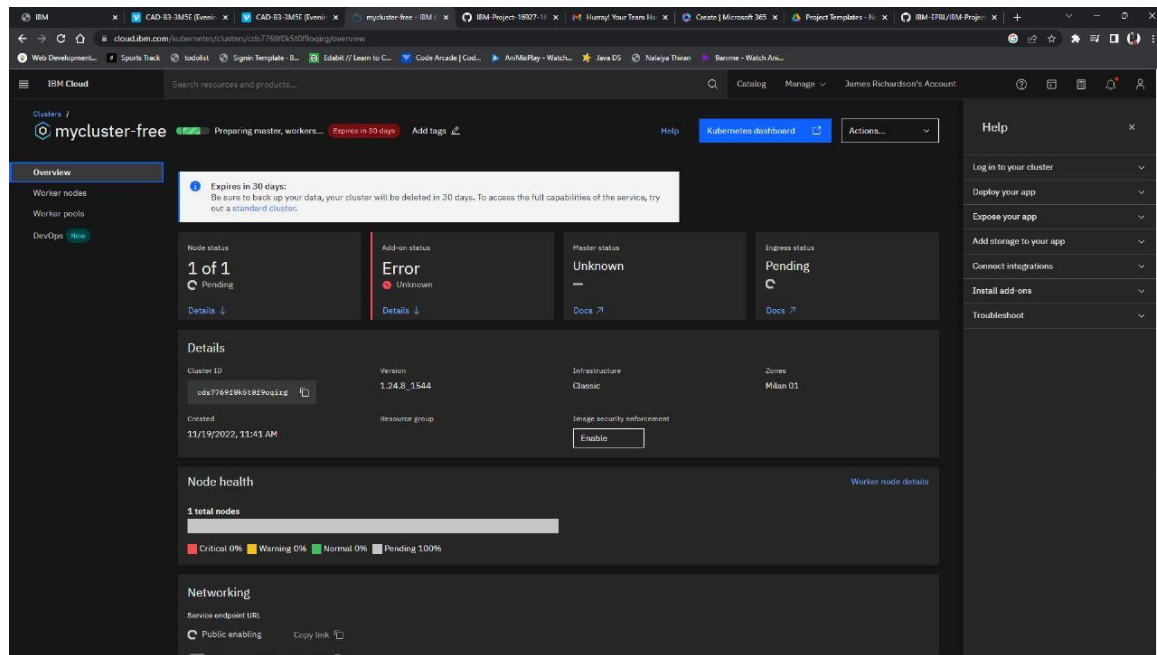 IBM
CAD-B3-3M5E (Evenin
CAD-B3-3M5E (Evenin
mycluster-free - IBM C
IBM-Project-16927-16
Hurray! Your Team Ha
Create | Microsoft 365
Project Templates - N
IBM-EPBL/IBM-Projec
cloud.ibm.com/kubernetes/clusters/cds7769f0k5t0f9oqirg/overview
Web Development...
Sports Track
todolist
Signin Template - B...
Edabit // Learn to C...
Code Arcade | Cod...
AniMixPlay - Watch...
Java DS
Nalaiya Thiran
9anime - Watch Ani...
IBM Cloud
Search resources and products...
Catalog
Manage
James Richardson's Account
Clusters /
mycluster-free
Preparing master, workers...
Expires in 30 days
Add tags
Help
Kubernetes dashboard
Actions...
Overview
Worker nodes
Worker pools
DevOps New
Expires in 30 days:
Be sure to back up your data, your cluster will be deleted in 30 days. To access the full capabilities of the service, try
out a standard cluster.
Node status
1 of 1
Pending
Details ↓
Add-on status
Error
Unknown
Details ↓
Master status
Unknown
—
Docs ↗
Ingress status
Pending
Docs ↗
Details
Cluster ID
cds7769f0k5t0f9oqirg
Version
1.24.8_1544
Infrastructure
Classic
Zones
Milan 01
Created
11/19/2022, 11:41 AM
Resource group
Image security enforcement
Enable
Node health
Worker node details
1 total nodes
Critical 0% Warning 0% Normal 0% Pending 100%
Networking
Service endpoint URL
Public enabling
Copy link
Help
Log in to your cluster
Deploy your app
Expose your app
Add storage to your app
Connect integrations
Install add-ons
Troubleshoot